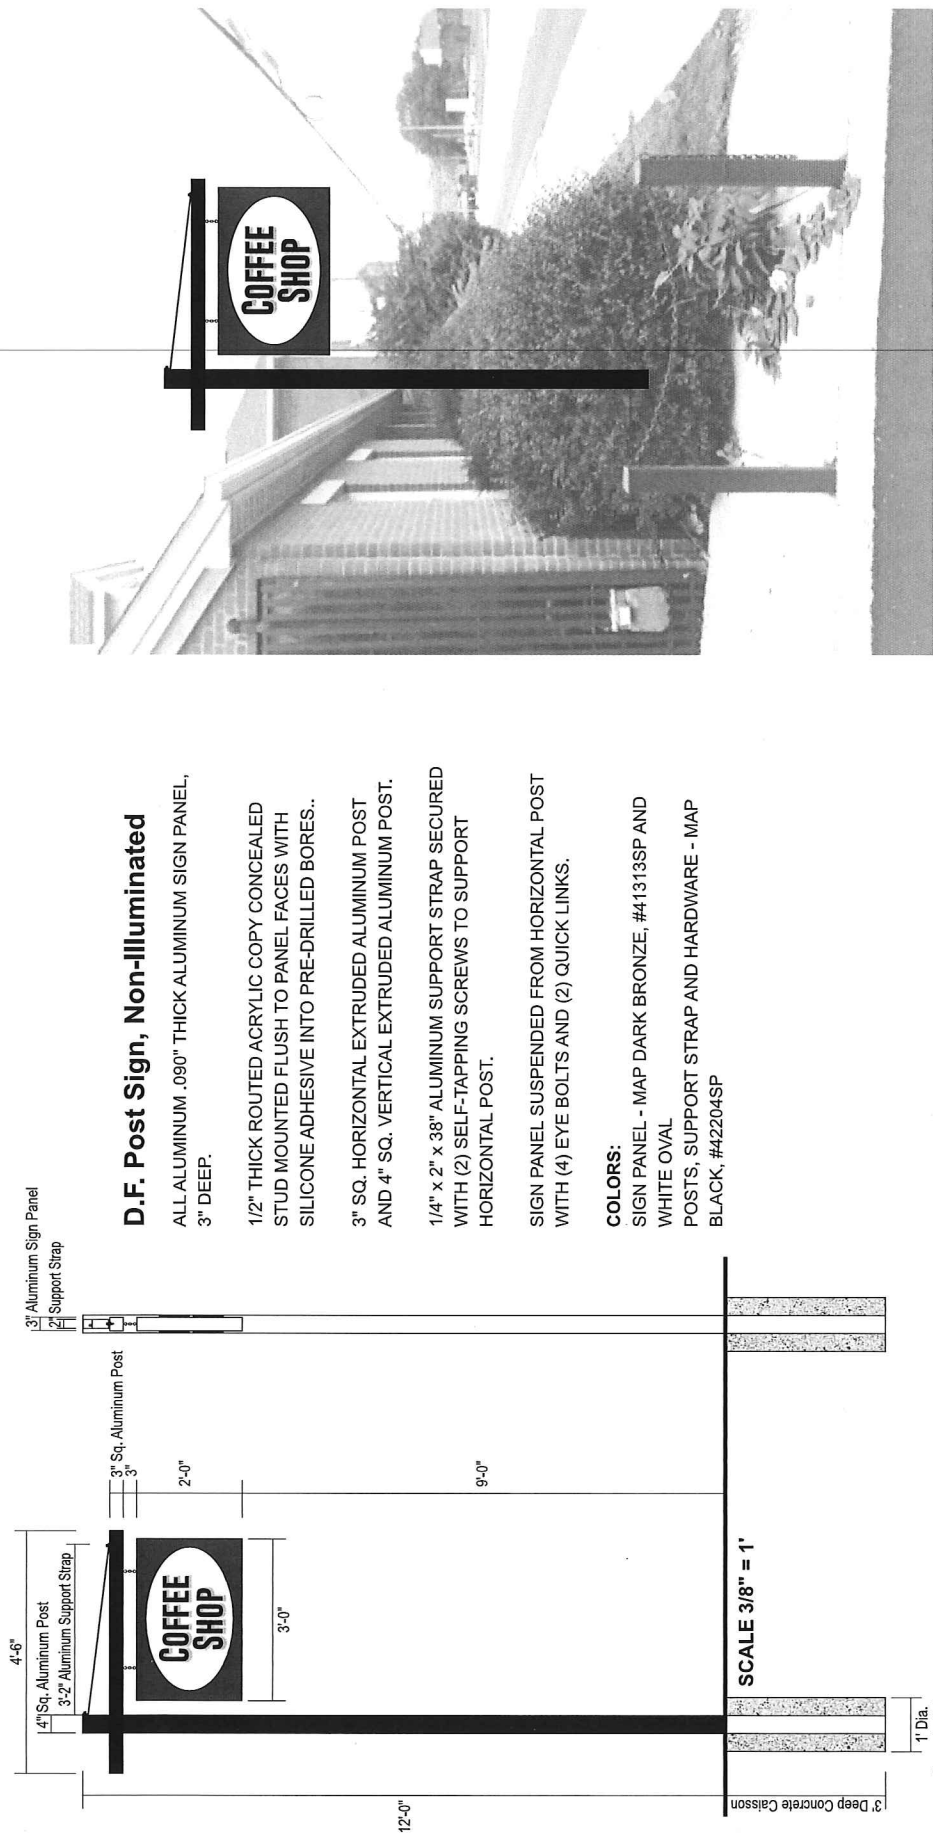 4'-6"
4" Sq. Aluminum Post
3'-2" Aluminum Support Strap
3" Aluminum Sign Panel
2" Support Strap
3" Sq. Aluminum Post
3"
COFFEE
SHOP
2'-0"
3'-0"
9'-0"
12'-0"
SCALE 3/8" = 1'
3' Deep Concrete Caisson
1' Dia.
D.F. Post Sign, Non-Illuminated
ALL ALUMINUM .090" THICK ALUMINUM SIGN PANEL,
3" DEEP.
1/2" THICK ROUTED ACRYLIC COPY CONCEALED
STUD MOUNTED FLUSH TO PANEL FACES WITH
SILICONE ADHESIVE INTO PRE-DRILLED BORES..
3" SQ. HORIZONTAL EXTRUDED ALUMINUM POST
AND 4" SQ. VERTICAL EXTRUDED ALUMINUM POST.
1/4" x 2" x 38" ALUMINUM SUPPORT STRAP SECURED
WITH (2) SELF-TAPPING SCREWS TO SUPPORT
HORIZONTAL POST.
SIGN PANEL SUSPENDED FROM HORIZONTAL POST
WITH (4) EYE BOLTS AND (2) QUICK LINKS.
COLORS:
SIGN PANEL - MAP DARK BRONZE, #41313SP AND
WHITE OVAL
POSTS, SUPPORT STRAP AND HARDWARE - MAP
BLACK, #42204SP
COFFEE
SHOP